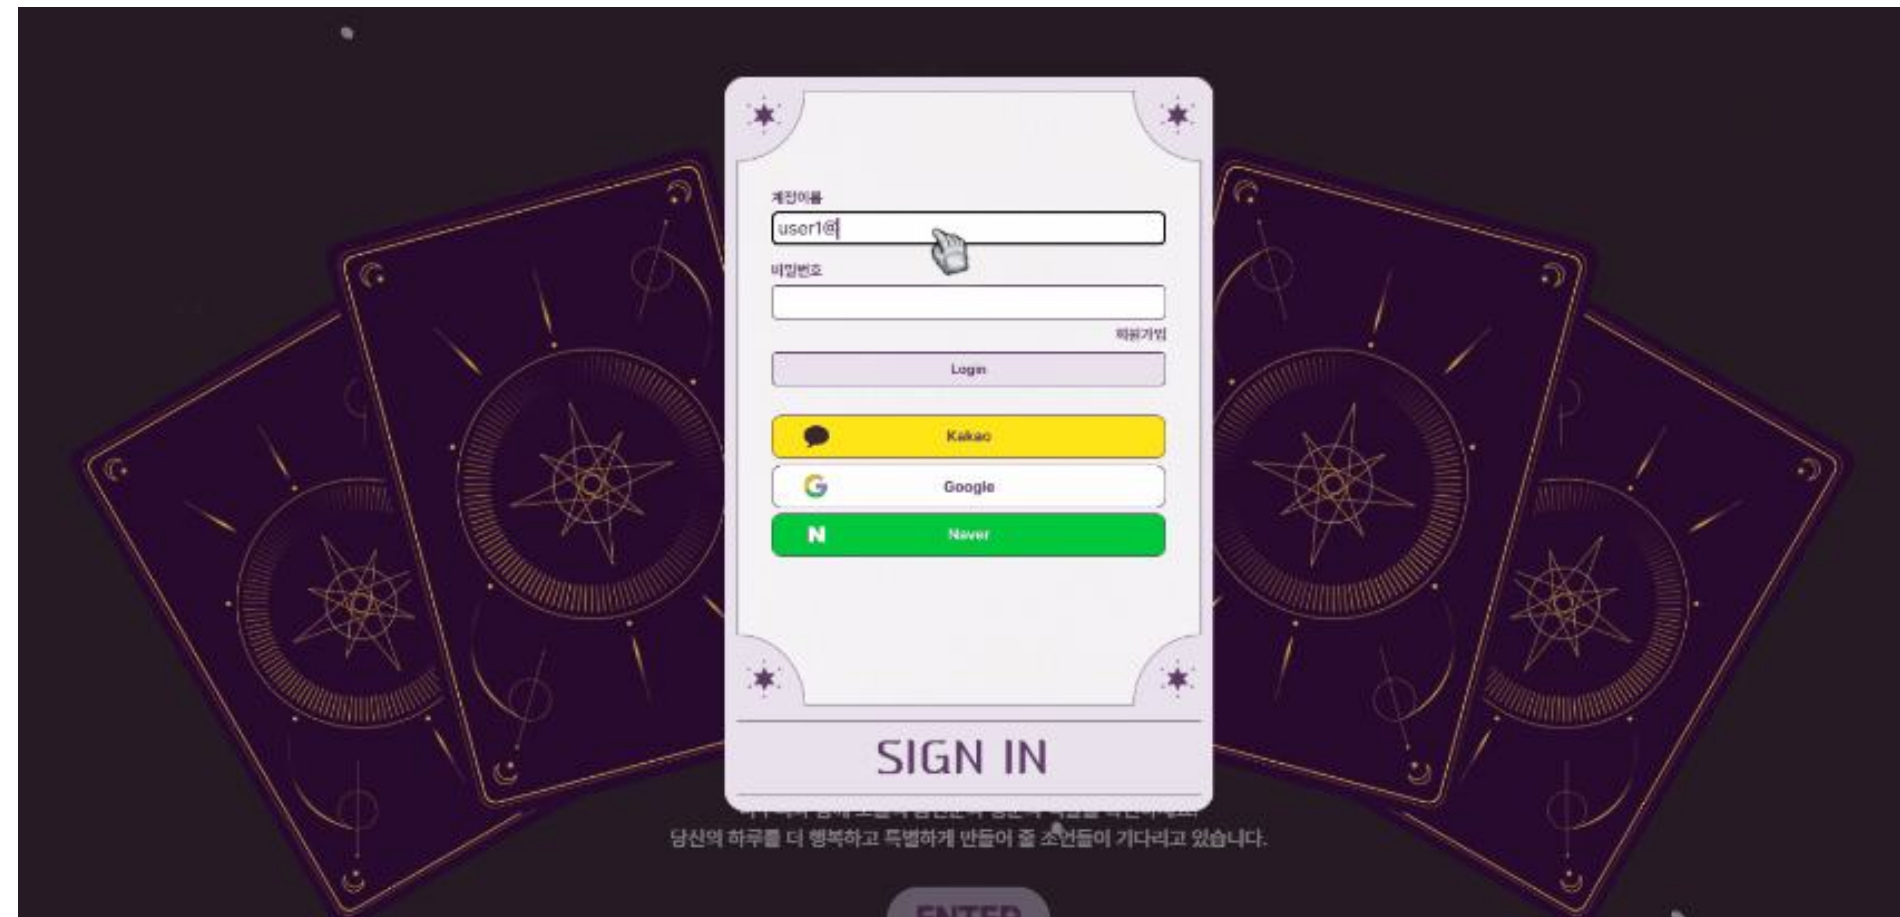 계정이름
user1@
비밀번호
회원가입
Login
Kakao
Google
N Naver
SIGN IN
당신의 하루를 더 행복하고 특별하게 만들어 줄 조언들이 기다리고 있습니다.
ENTER